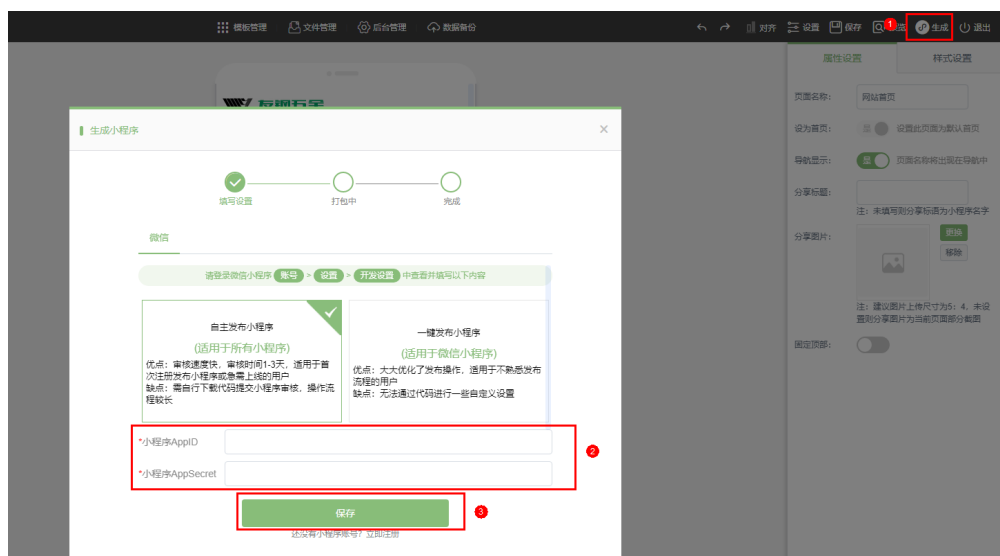 模板管理 文件管理 后台管理 数据备份 对齐 设置 保存 1 生成 退出
属性设置 样式设置
友钢五金
页面名称： 网站首页
生成小程序 ×
设为首页： 是 设置此页面为默认首页
导航显示： 是 页面名称将出现在导航中
填写设置 打包中 完成
分享标题：
注：未填写则分享标语为小程序名字
微信
分享图片： 更换
移除
请登录微信小程序 账号 > 设置 > 开发设置 中查看并填写以下内容
注：建议图片上传尺寸为5：4，未设
置则分享图片为当前页面部分截图
自主发布小程序
(适用于所有小程序)
优点：审核速度快，审核时间1-3天，适用于首
次注册发布小程序或急需上线的用户
缺点：需自行下载代码提交小程序审核，操作流
程较长
一键发布小程序
(适用于微信小程序)
优点：大大优化了发布操作，适用于不熟悉发布
流程的用户
缺点：无法通过代码进行一些自定义设置
固定顶部：
*小程序AppID
2
*小程序AppSecret
保存 3
还没有小程序账号？立即注册